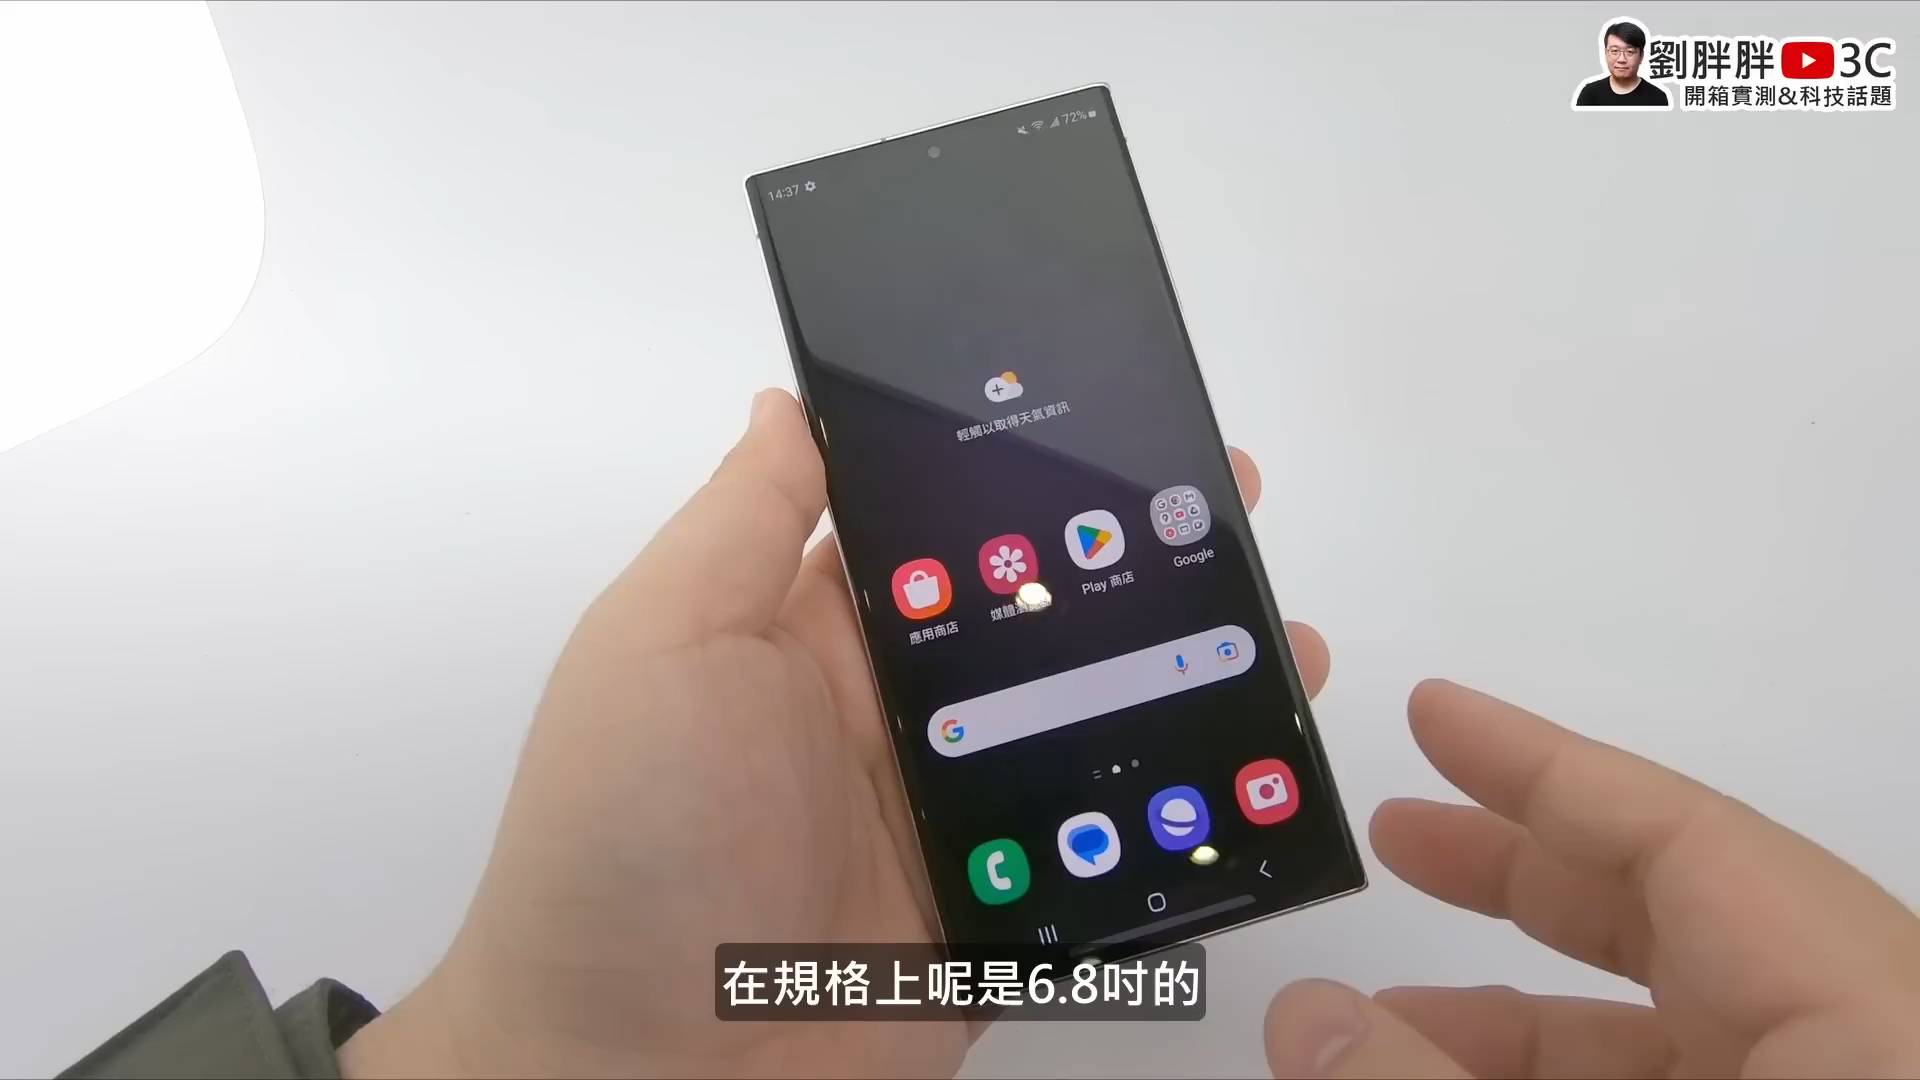 劉胖胖 3C
開箱實測&科技話題
72%
14:37
輕觸以取得天氣資訊
應用商店
Play 商店
Google
在規格上呢是6.8吋的